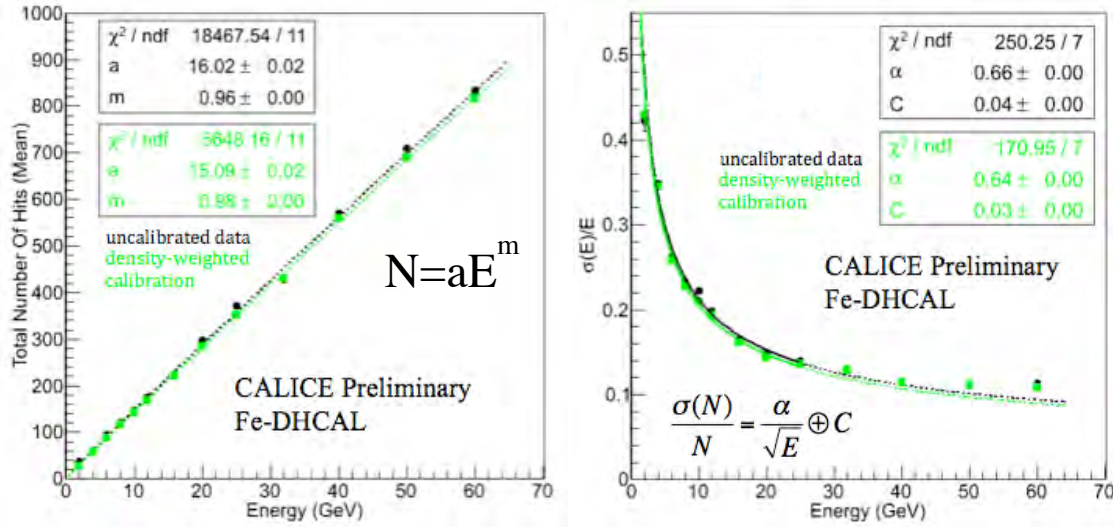 1000
900
800
700
600
500
400
300
200
100
0
Total Number Of Hits (Mean)
χ² / ndf 18467.54 / 11
a 16.02 ± 0.02
m 0.96 ± 0.00
χ² / ndf 5648.16 / 11
a 15.09 ± 0.02
m 0.98 ± 0.00
uncalibrated data
density-weighted
calibration
N=aE^m
CALICE Preliminary
Fe-DHCAL
0 10 20 30 40 50 60 70
Energy (GeV)
0.5
0.4
0.3
0.2
0.1
0
σ(E)/E
χ² / ndf 250.25 / 7
α 0.66 ± 0.00
C 0.04 ± 0.00
uncalibrated data
density-weighted
calibration
χ² / ndf 170.95 / 7
α 0.64 ± 0.00
C 0.03 ± 0.00
CALICE Preliminary
Fe-DHCAL
σ(N)/N = α/√E ⊕ C
0 10 20 30 40 50 60 70
Energy (GeV)